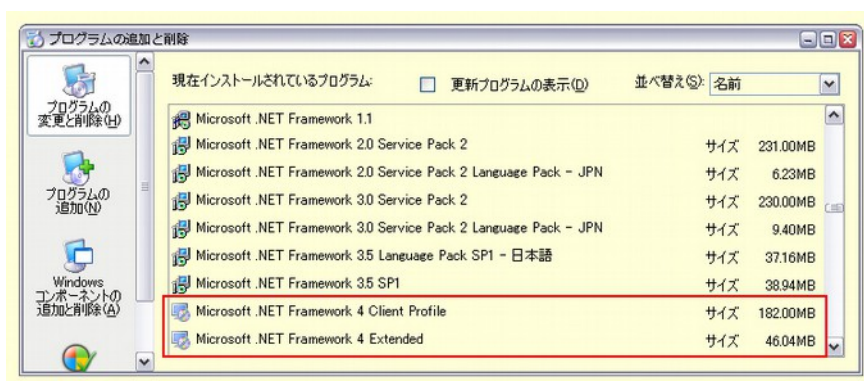 プログラムの追加と削除
プログラムの
変更と削除(H)
プログラムの
追加(N)
Windows
コンポーネントの
追加と削除(A)
現在インストールされているプログラム:
更新プログラムの表示(D)
並べ替え(S):
名前
Microsoft .NET Framework 1.1
Microsoft .NET Framework 2.0 Service Pack 2 サイズ 231.00MB
Microsoft .NET Framework 2.0 Service Pack 2 Language Pack - JPN サイズ 6.23MB
Microsoft .NET Framework 3.0 Service Pack 2 サイズ 230.00MB
Microsoft .NET Framework 3.0 Service Pack 2 Language Pack - JPN サイズ 9.40MB
Microsoft .NET Framework 3.5 Language Pack SP1 - 日本語 サイズ 37.16MB
Microsoft .NET Framework 3.5 SP1 サイズ 38.94MB
Microsoft .NET Framework 4 Client Profile サイズ 182.00MB
Microsoft .NET Framework 4 Extended サイズ 46.04MB